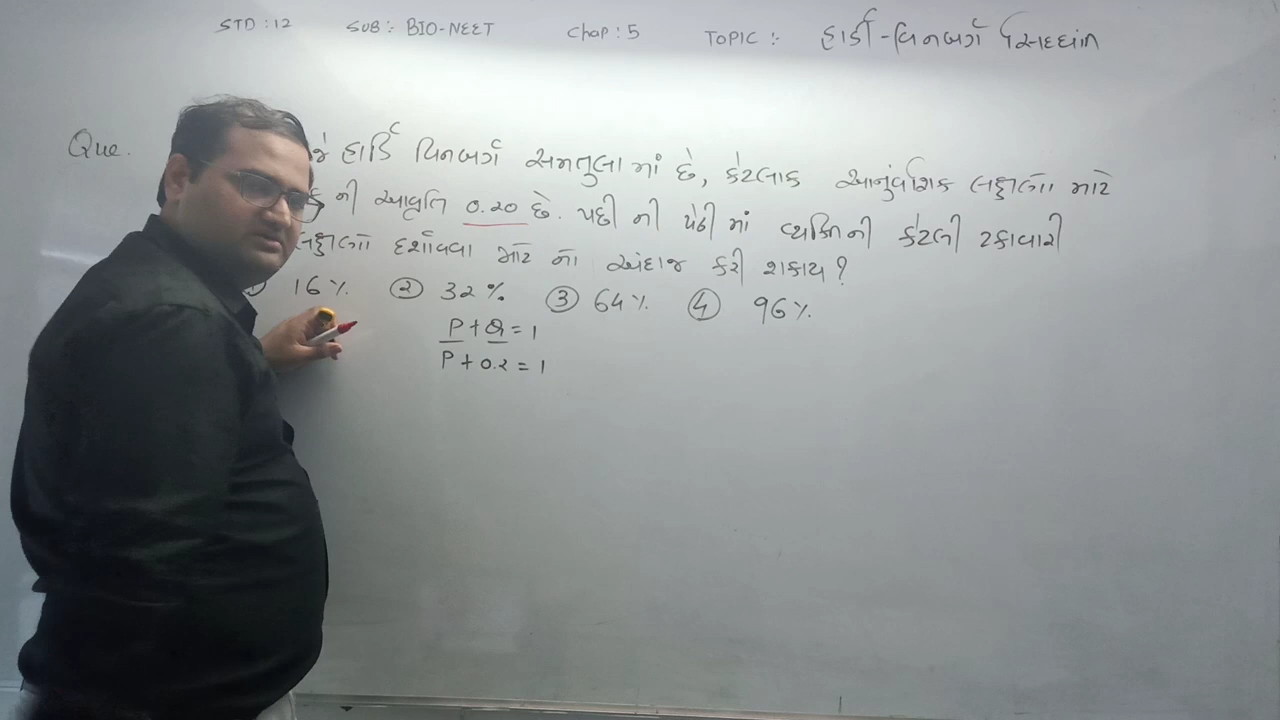 STD : 12 SUB : BIO-NEET Chap : 5 TOPIC : હાર્ડી-વિનબર્ગ સિદ્ધાંત
Que. જે હાર્ડિ વિનબર્ગ સમતુલામાં છે, કેટલાક આનુંવંશિક લક્ષણો માટે
ની આવૃતિ 0.20 છે. પછી ની પેઢી માં વ્યક્તિની કેટલી ટકાવારી
લક્ષણો દર્શાવવા માટે નો અંદાજ કરી શકાય ?
16% ② 32% ③ 64% ④ 96%
P + Q = 1
P + 0.2 = 1